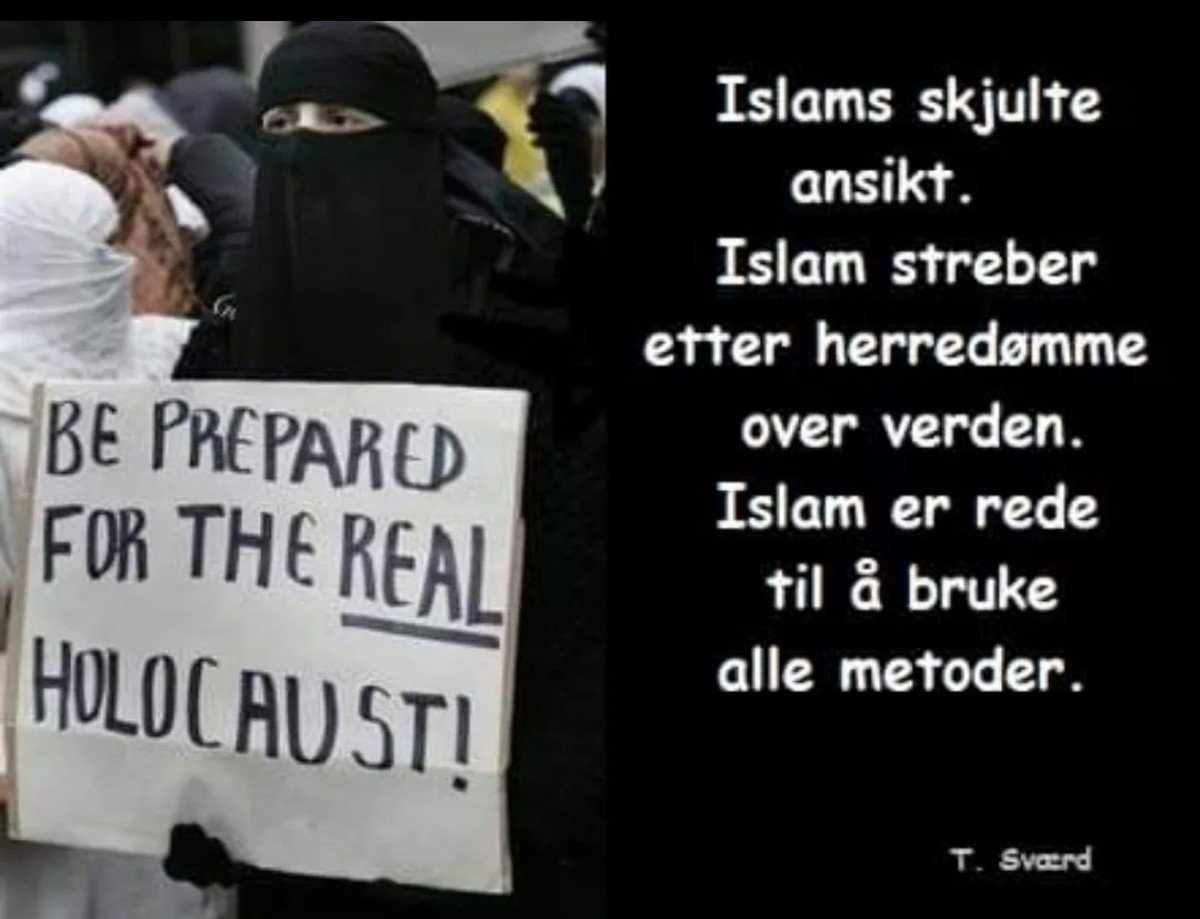 BE PREPARED
FOR THE REAL
HOLOCAUST!
Islams skjulte
ansikt.
Islam streber
etter herredømme
over verden.
Islam er rede
til å bruke
alle metoder.
T. Sværd